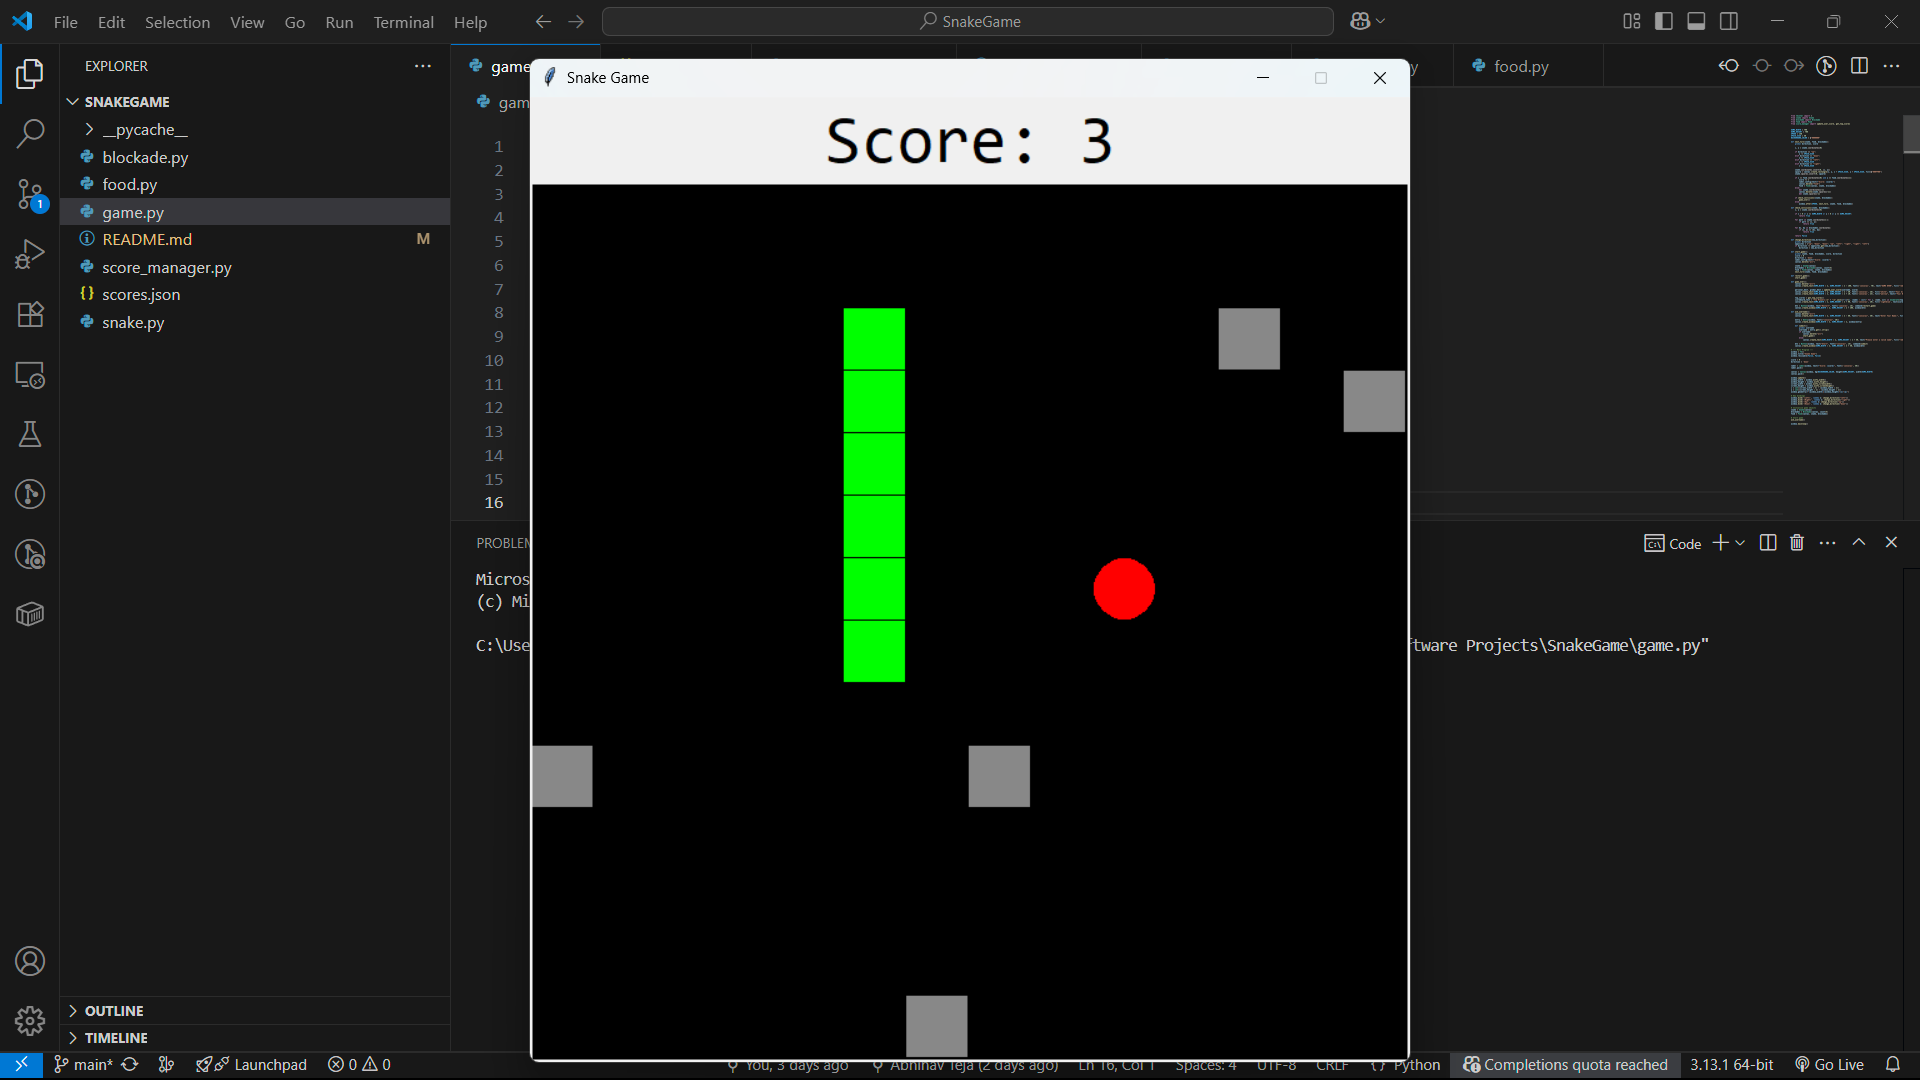 File Edit Selection View Go Run Terminal Help
SnakeGame
EXPLORER
SNAKEGAME
__pycache__
blockade.py
food.py
game.py
README.md M
score_manager.py
scores.json
snake.py
OUTLINE
TIMELINE
1
game
food.py
gam
1
2
3
4
5
6
7
8
9
10
11
12
13
14
15
16
Snake Game
Score: 3
PROBLEM
Code
Micros
(c) Mi
C:\Use
tware Projects\SnakeGame\game.py"
main* Launchpad 0 0 You, 3 days ago Abhinav Teja (2 days ago) Ln 16, Col 1 Spaces: 4 UTF-8 CRLF Python Completions quota reached 3.13.1 64-bit Go Live